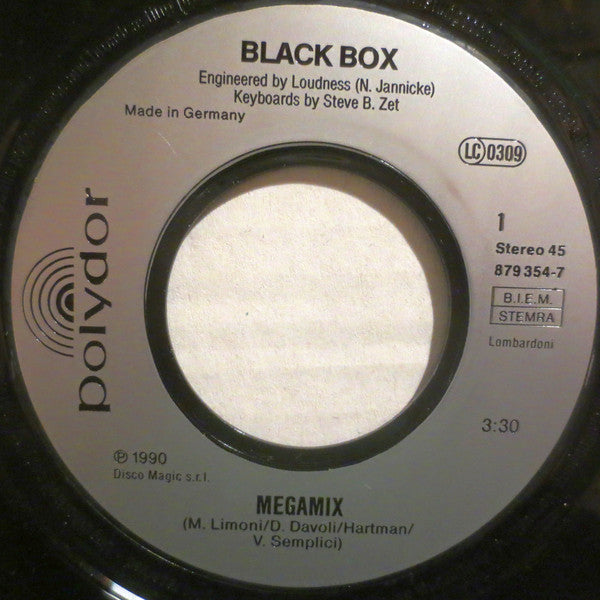 BLACK BOX
Engineered by Loudness (N. Jannicke)
Keyboards by Steve B. Zet
Made in Germany
LC 0309
polydor
1
Stereo 45
879 354-7
B.I.E.M.
STEMRA
Lombardoni
3:30
℗ 1990
Disco Magic s.r.l.
MEGAMIX
(M. Limoni/D. Davoli/Hartman/
V. Semplici)